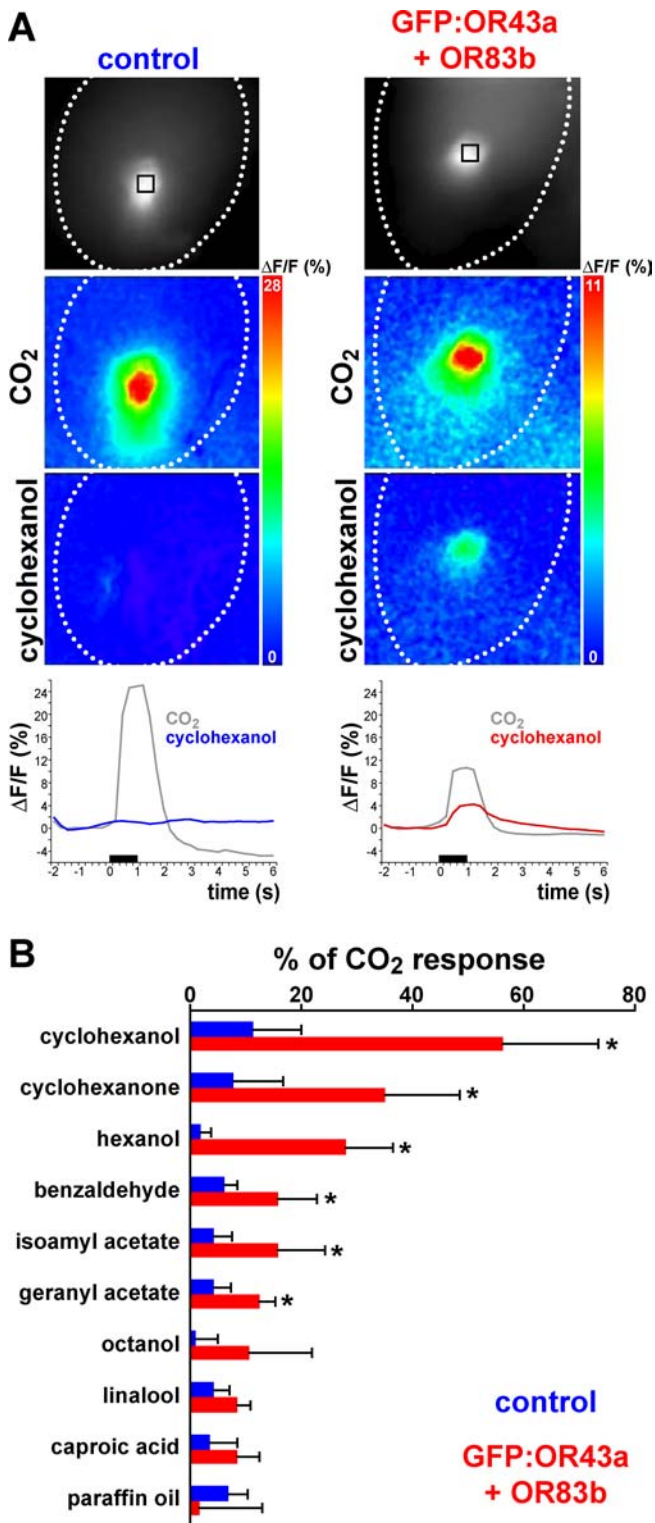 A
control
GFP:OR43a
+ OR83b
ΔF/F (%)
28
CO2
0
cyclohexanol
ΔF/F (%)
11
CO2
0
cyclohexanol
ΔF/F (%)
24
20
16
12
8
4
0
-4
CO2
cyclohexanol
-2 -1 0 1 2 3 4 5 6
time (s)
ΔF/F (%)
24
20
16
12
8
4
0
-4
CO2
cyclohexanol
-2 -1 0 1 2 3 4 5 6
time (s)
B
% of CO2 response
0 20 40 60 80
cyclohexanol *
cyclohexanone *
hexanol *
benzaldehyde *
isoamyl acetate *
geranyl acetate *
octanol
linalool
caproic acid
paraffin oil
control
GFP:OR43a
+ OR83b